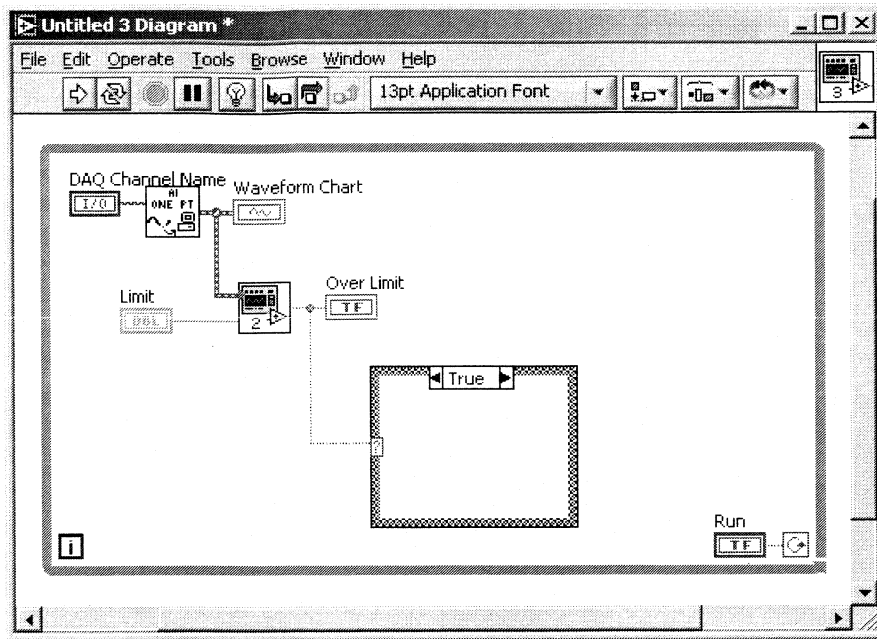 Untitled 3 Diagram *
File Edit Operate Tools Browse Window Help
13pt Application Font
3
DAQ Channel Name
Waveform Chart
I/O
AI
ONE PT
Limit
DBL
2
Over Limit
TF
True
?
Run
TF
i